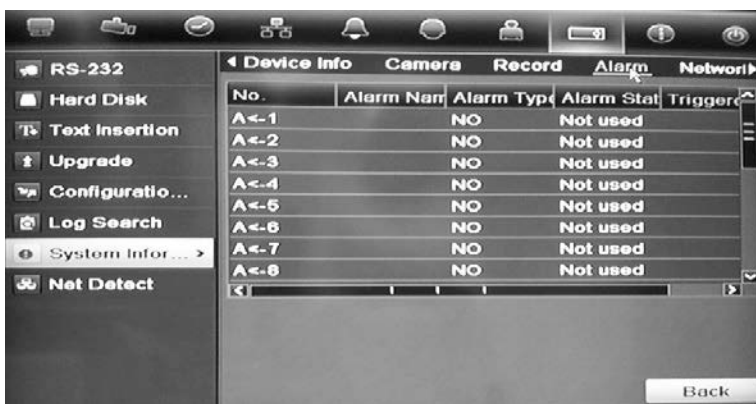 RS-232
Hard Disk
Text Insertion
Upgrade
Configuratio...
Log Search
System Infor... >
Net Detect
Device Info Camera Record Alarm Network
No. Alarm Nam Alarm Type Alarm Stat Triggere
A<-1 NO Not used
A<-2 NO Not used
A<-3 NO Not used
A<-4 NO Not used
A<-5 NO Not used
A<-6 NO Not used
A<-7 NO Not used
A<-8 NO Not used
Back